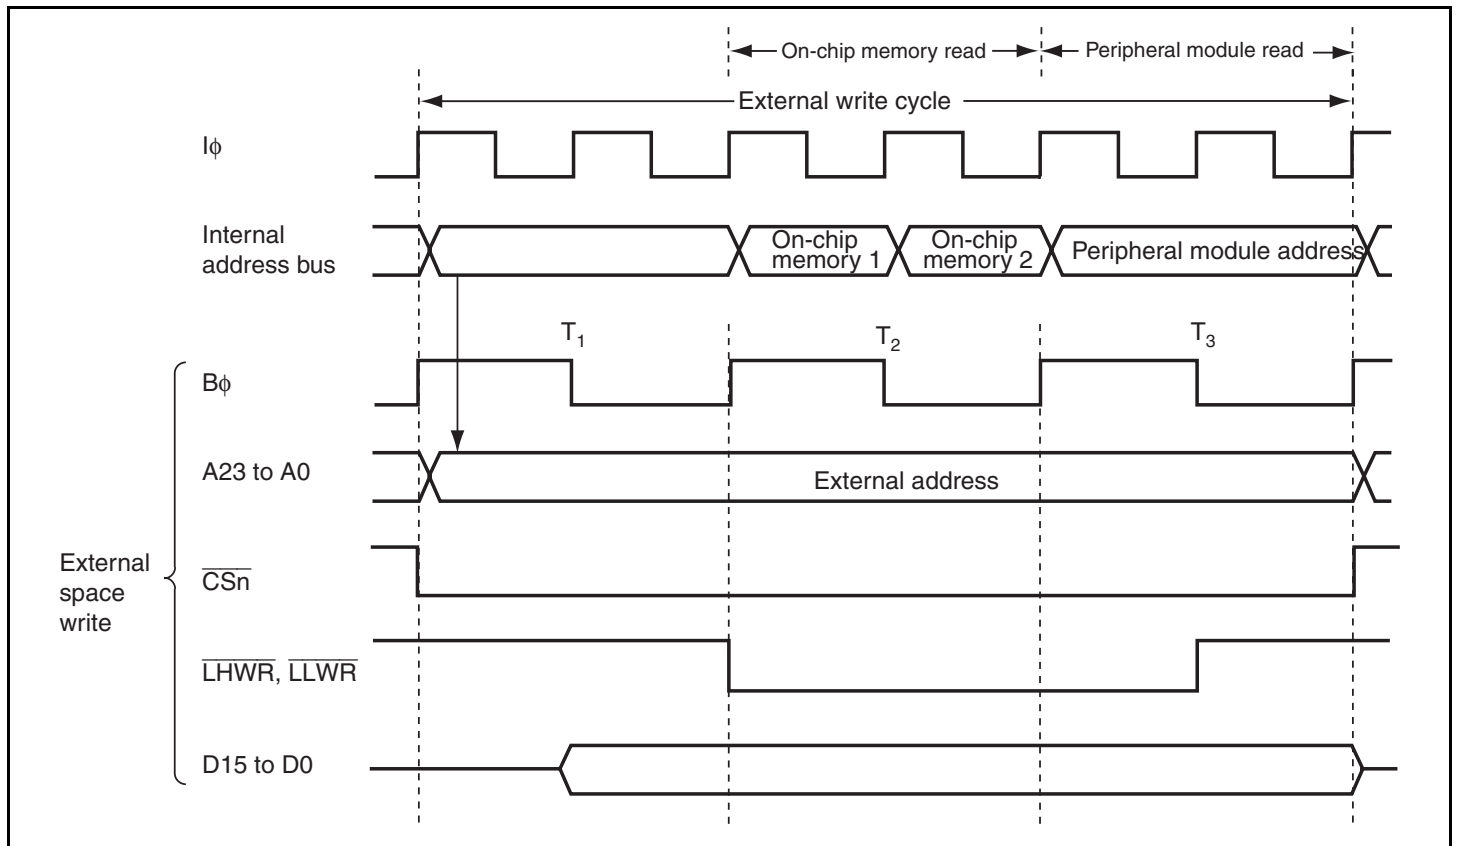 On-chip memory read
Peripheral module read
External write cycle
Iϕ
Internal
address bus
On-chip
memory 1
On-chip
memory 2
Peripheral module address
T1
T2
T3
Bϕ
A23 to A0
External address
External
space
write
CSn
LHWR, LLWR
D15 to D0